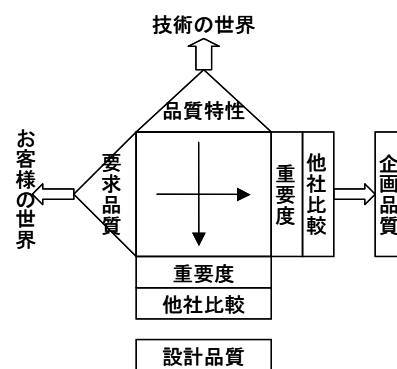 技術の世界
品質特性
お客様の世界
要求品質
重要度
他社比較
企画品質
重要度
他社比較
設計品質